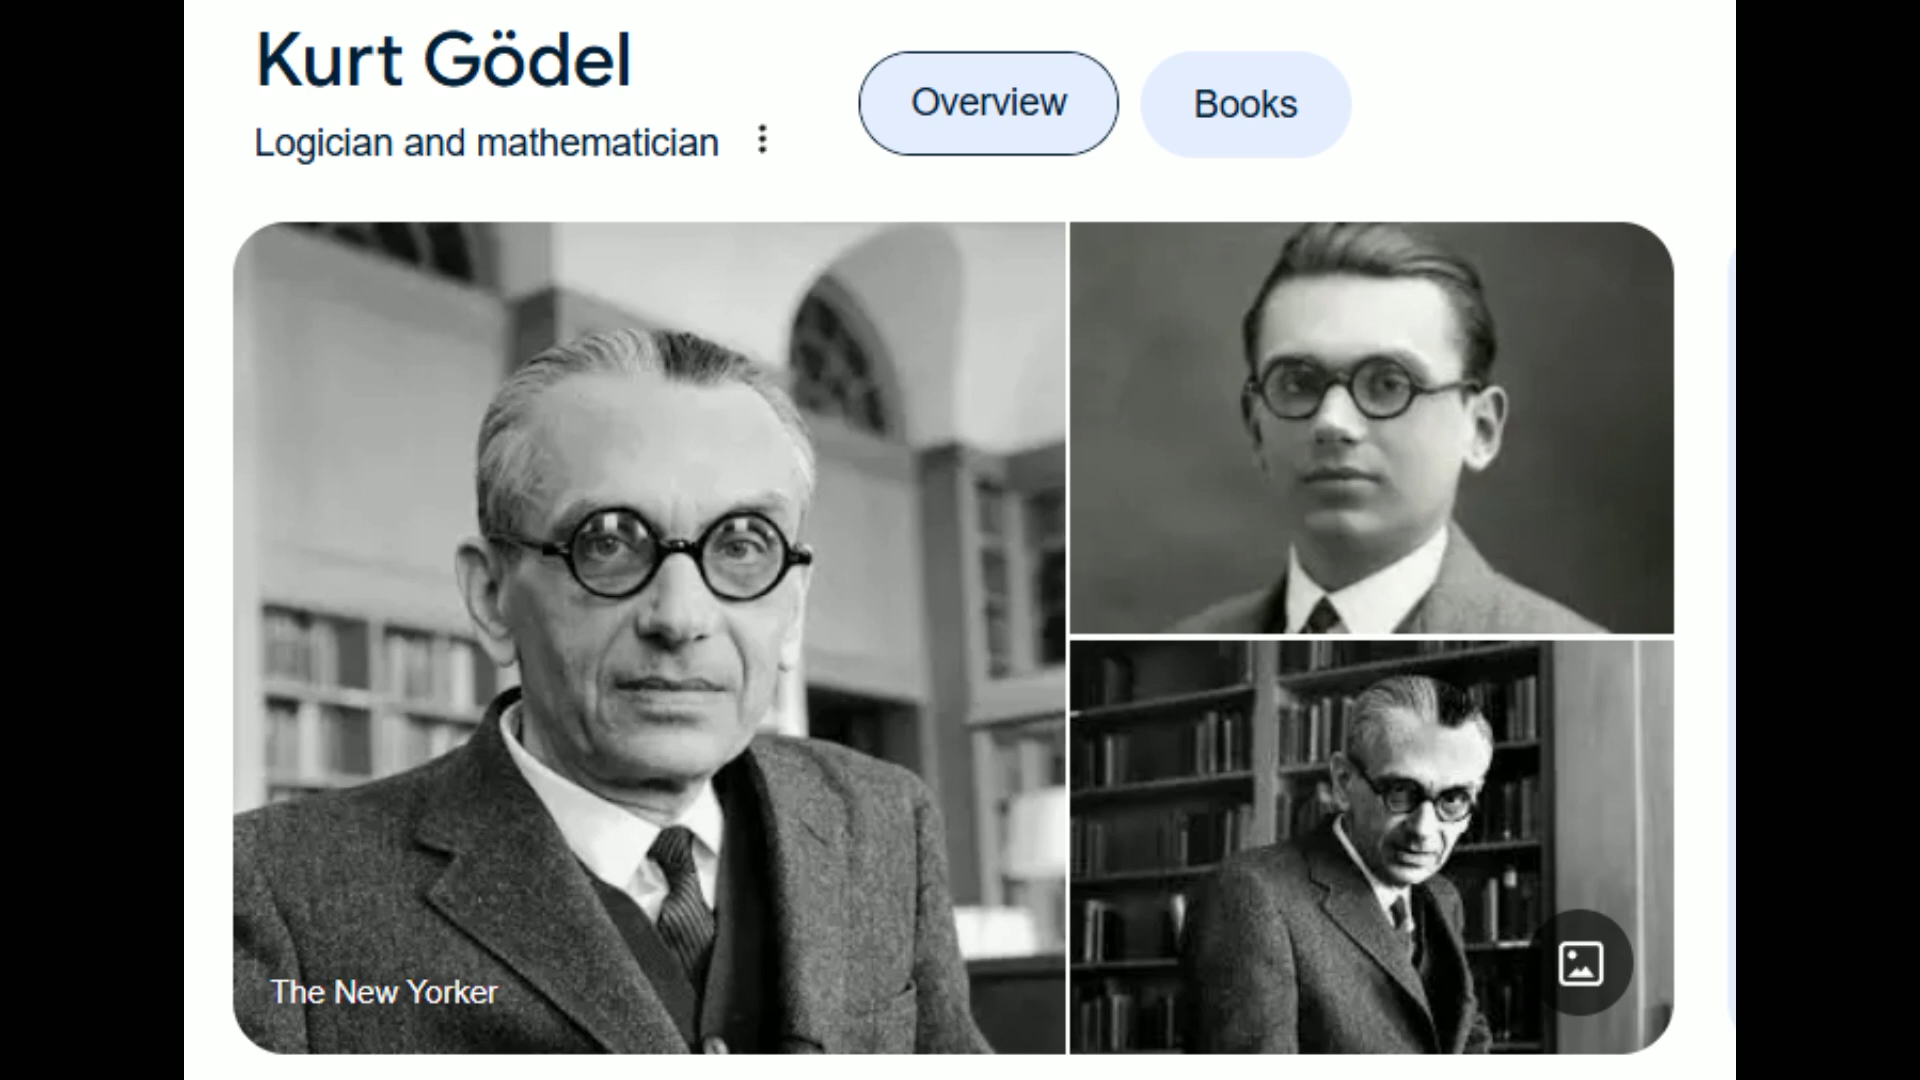 Kurt Gödel
Logician and mathematician
Overview
Books
The New Yorker